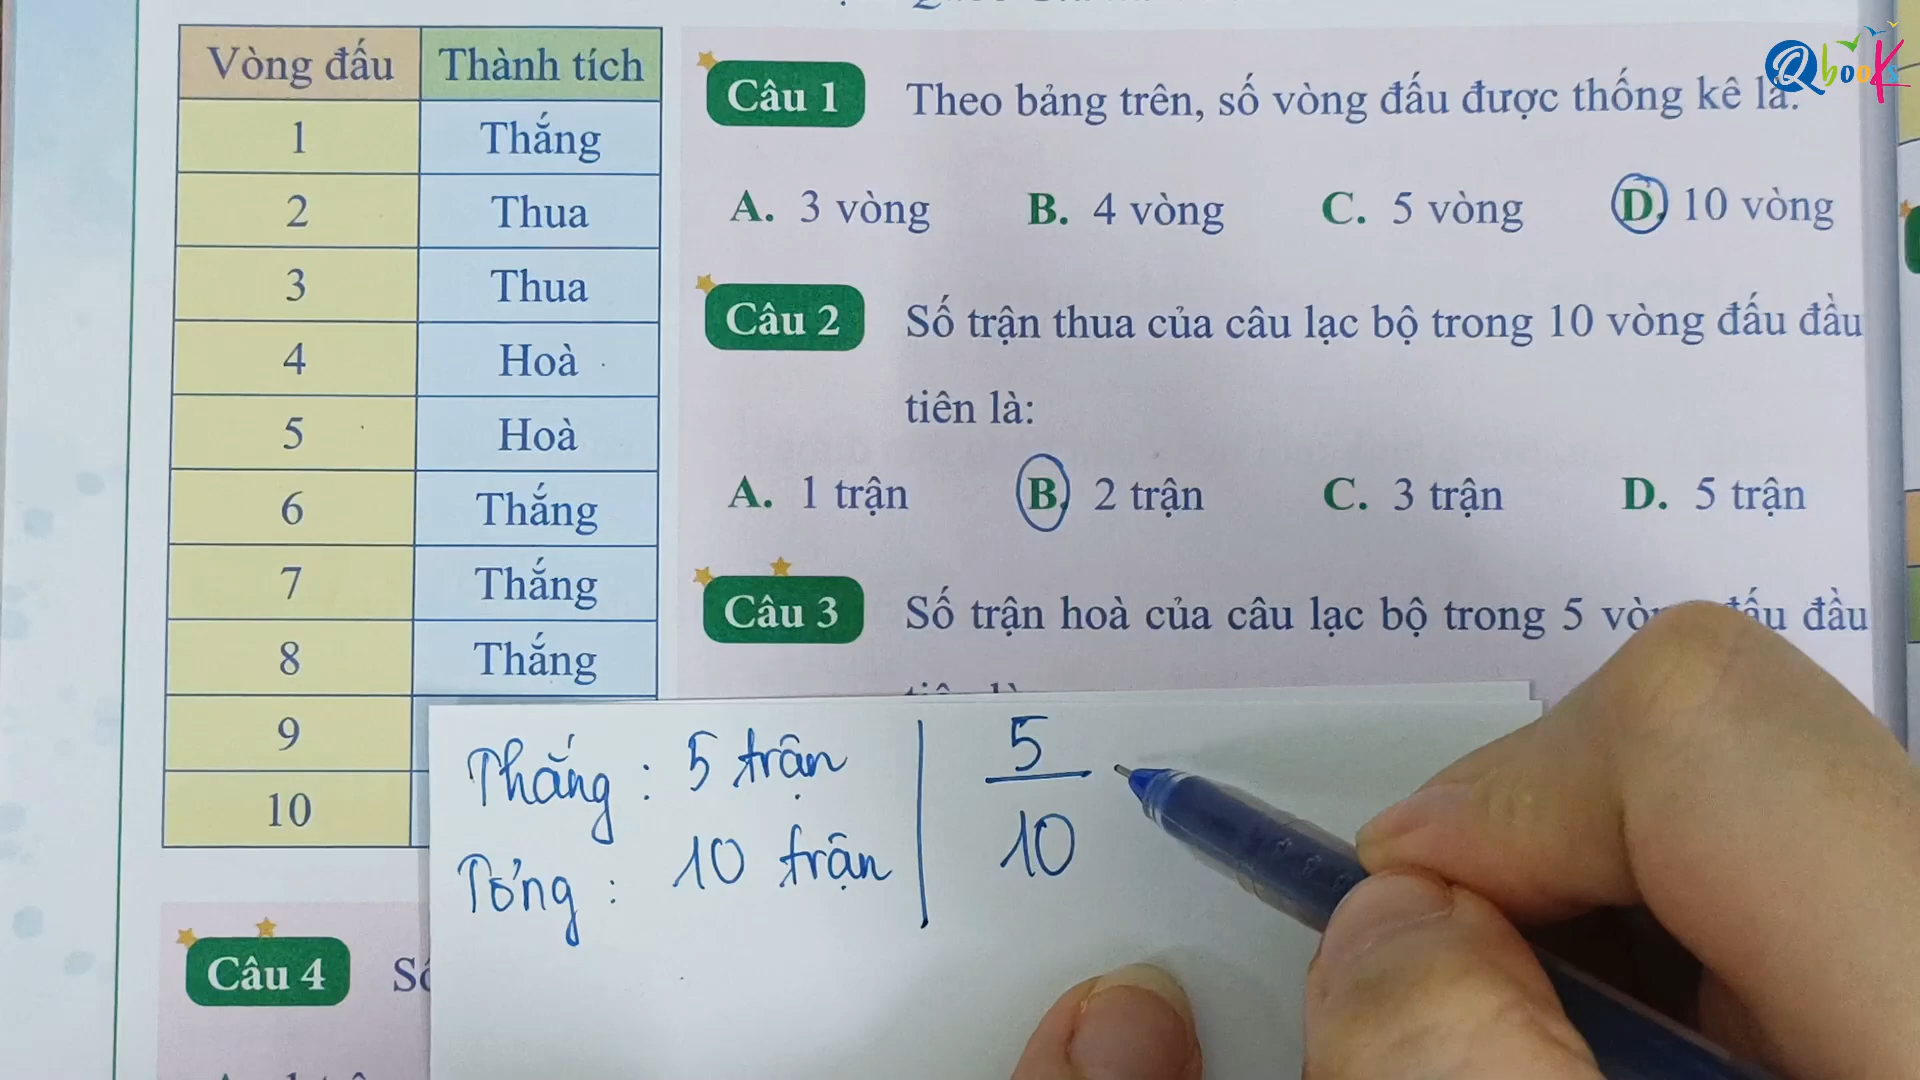 Vòng đấu Thành tích
1 Thắng
2 Thua
3 Thua
4 Hoà
5 Hoà
6 Thắng
7 Thắng
8 Thắng
9
10
Câu 1 Theo bảng trên, số vòng đấu được thống kê là:
A. 3 vòng B. 4 vòng C. 5 vòng D. 10 vòng
Câu 2 Số trận thua của câu lạc bộ trong 10 vòng đấu đầu
tiên là:
A. 1 trận B. 2 trận C. 3 trận D. 5 trận
Câu 3 Số trận hoà của câu lạc bộ trong 5 vòng đấu đầu
Thắng : 5 trận
Tổng : 10 trận
5
10
Câu 4
Qbooks